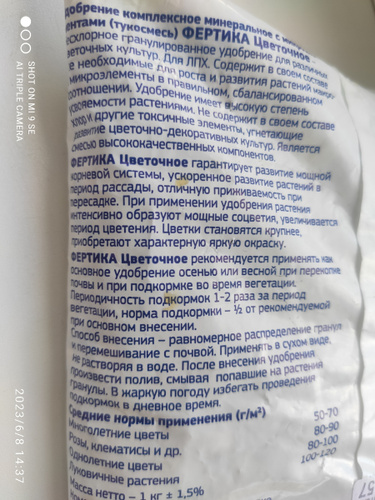 добрение комплексное минеральное с
ентами (тукосмесь) ФЕРТИКА Цветочное -
есхлорное гранулированное удобрение для различных
веточных культур. Для ЛПХ. Содержит в своем составе
е необходимые для роста и развития растений
микроэлементы в правильном, сбалансированном
отношении. Удобрение имеет высокую степень
усвояемости растениями. Не содержит в своем составе
хлор и другие токсичные элементы, угнетающие
развитие цветочно-декоративных культур. Является
смесью высококачественных компонентов.
ФЕРТИКА Цветочное гарантирует развитие мощной
корневой системы, ускоренное развитие растений в
период рассады, отличную приживаемость при
пересадке. При применении удобрения растения
интенсивно образуют мощные соцветия, увеличивается
период цветения. Цветки становятся крупнее,
приобретают характерную яркую окраску.
ФЕРТИКА Цветочное рекомендуется применять как
основное удобрение осенью или весной при перекопке
почвы и при подкормке во время вегетации.
Периодичность подкормок 1-2 раза за период
вегетации, норма подкормки – ½ от рекомендуемой
при основном внесении.
Способ внесения – равномерное распределение гранул
и перемешивание с почвой. Применять в сухом виде,
не растворяя в воде. После внесения удобрения
произвести полив, смывая попавшие на растения
гранулы. В жаркую погоду избегать проведения
подкормок в дневное время.
Средние нормы применения (г/м²)
Многолетние цветы 50-70
Розы, клематисы и др. 80-90
Однолетние цветы 80-100
Луковичные растения 100-120
Масса нетто – 1 кг ± 1,5%
57
SHOT ON MI 9 SE
AI TRIPLE CAMERA
2023/6/8 14:37